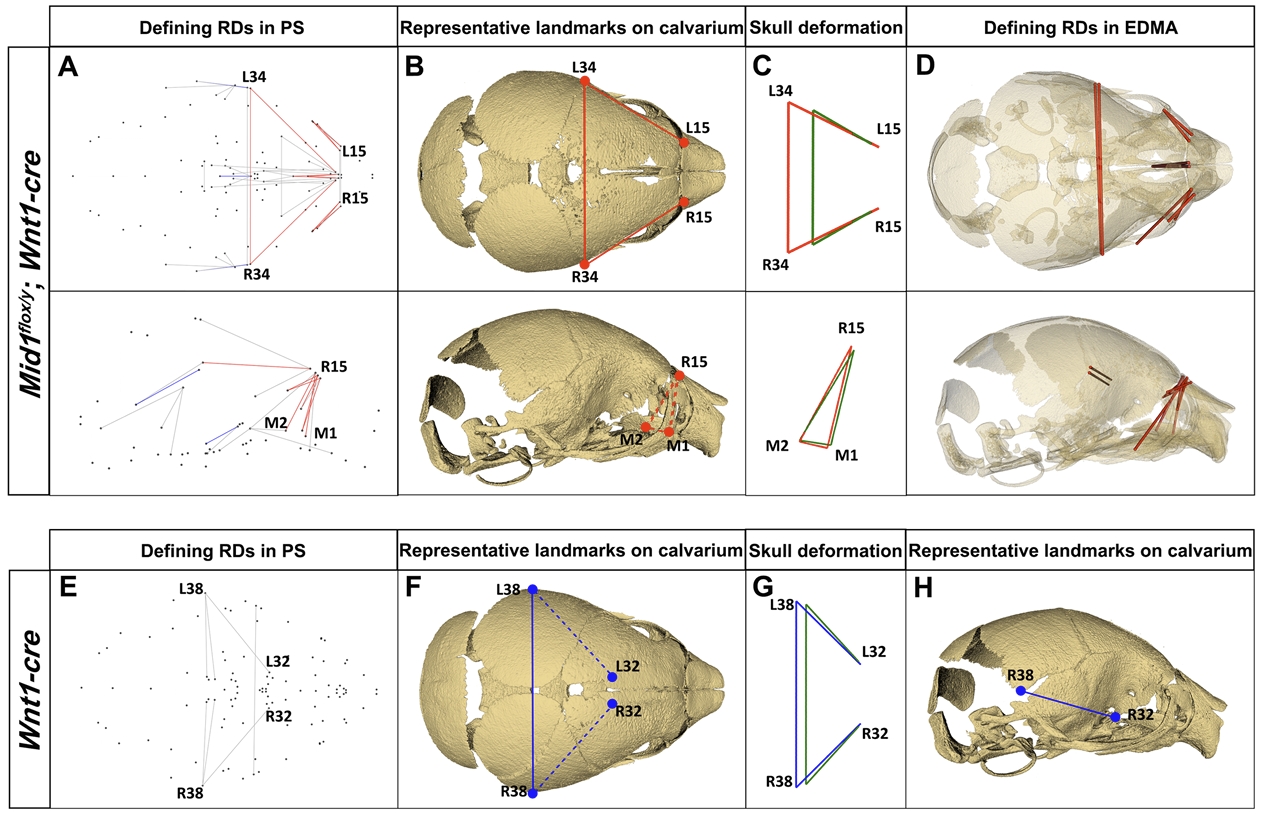 Defining RDs in PS
Representative landmarks on calvarium
Skull deformation
Defining RDs in EDMA
Mid1flox/y; Wnt1-cre
A
L34
L15
R15
R34
B
L34
L15
R15
R34
C
L34
L15
R15
R34
D
R15
M2
M1
R15
M2
M1
R15
M2
M1
Defining RDs in PS
Representative landmarks on calvarium
Skull deformation
Representative landmarks on calvarium
Wnt1-cre
E
L38
L32
R32
R38
F
L38
L32
R32
R38
G
L38
L32
R32
R38
H
R38
R32